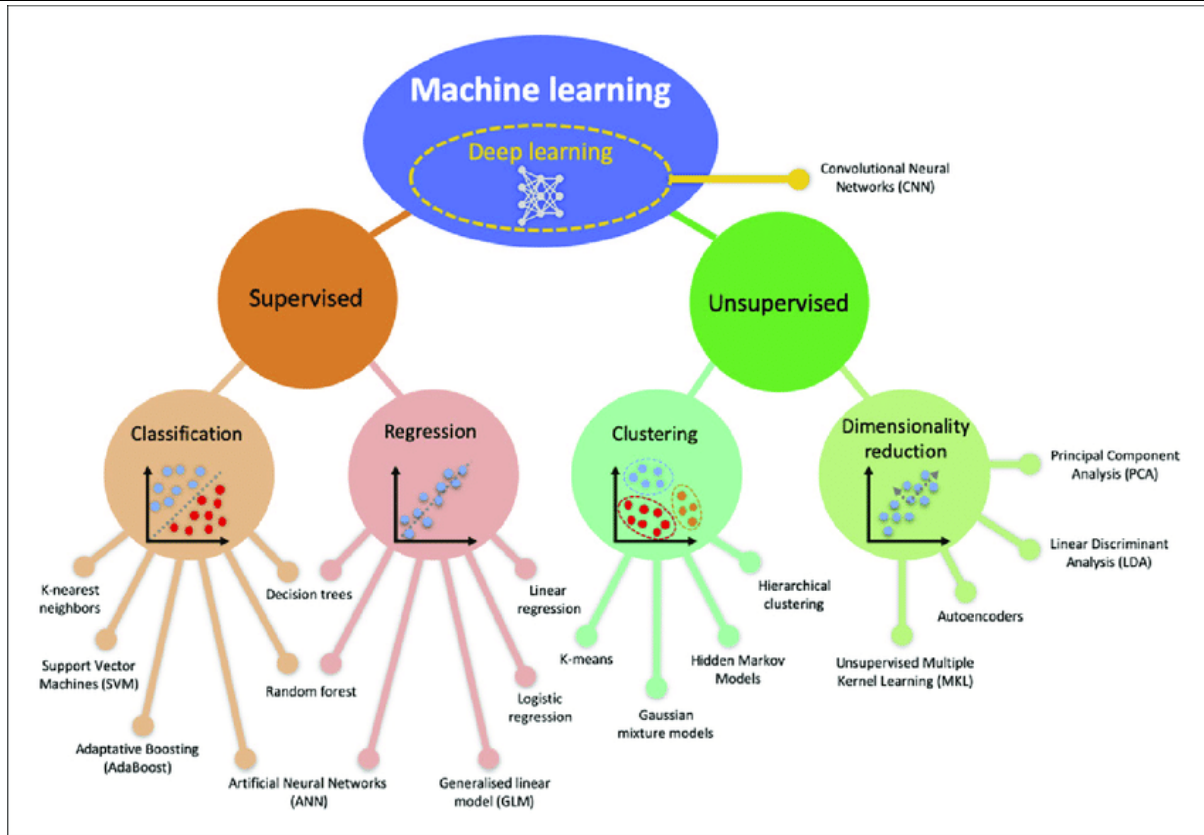 Machine learning
Deep learning
Convolutional Neural
Networks (CNN)
Supervised
Unsupervised
Classification
Regression
Clustering
Dimensionality
reduction
Principal Component
Analysis (PCA)
Linear Discriminant
Analysis (LDA)
Autoencoders
Unsupervised Multiple
Kernel Learning (MKL)
K-nearest
neighbors
Decision trees
Linear
regression
Hierarchical
clustering
Support Vector
Machines (SVM)
Random forest
Logistic
regression
K-means
Hidden Markov
Models
Gaussian
mixture models
Adaptative Boosting
(AdaBoost)
Artificial Neural Networks
(ANN)
Generalised linear
model (GLM)